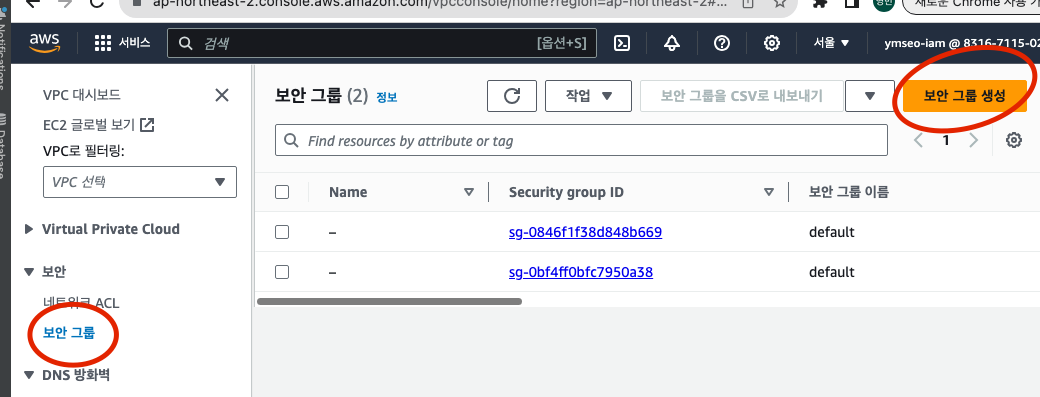 ap-northeast-2.console.aws.amazon.com/vpcconsole/home?region=ap-northeast-2#...
새로운 Chrome 사용 가
Notifications
Database
aws
서비스
검색
[옵션+S]
서울
ymseo-iam @ 8316-7115-02
VPC 대시보드
EC2 글로벌 보기
VPC로 필터링:
VPC 선택
Virtual Private Cloud
보안
네트워크 ACL
보안 그룹
DNS 방화벽
보안 그룹 (2) 정보
작업
보안 그룹을 CSV로 내보내기
보안 그룹 생성
Find resources by attribute or tag
1
Name
Security group ID
보안 그룹 이름
– sg-0846f1f38d848b669 default
– sg-0bf4ff0bfc7950a38 default